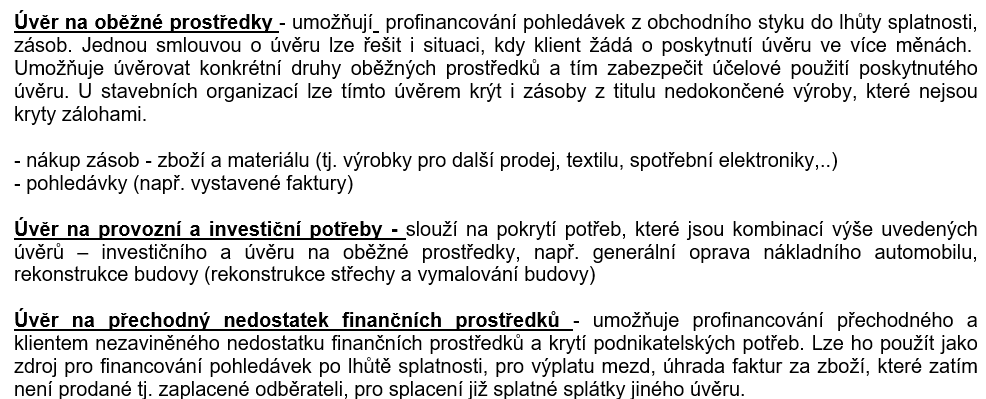 Úvěr na oběžné prostředky - umožňují profinancování pohledávek z obchodního styku do lhůty splatnosti,
zásob. Jednou smlouvou o úvěru lze řešit i situaci, kdy klient žádá o poskytnutí úvěru ve více měnách.
Umožňuje úvěrovat konkrétní druhy oběžných prostředků a tím zabezpečit účelové použití poskytnutého
úvěru. U stavebních organizací lze tímto úvěrem krýt i zásoby z titulu nedokončené výroby, které nejsou
kryty zálohami.
- nákup zásob - zboží a materiálu (tj. výrobky pro další prodej, textilu, spotřební elektroniky,..)
- pohledávky (např. vystavené faktury)
Úvěr na provozní a investiční potřeby - slouží na pokrytí potřeb, které jsou kombinací výše uvedených
úvěrů – investičního a úvěru na oběžné prostředky, např. generální oprava nákladního automobilu,
rekonstrukce budovy (rekonstrukce střechy a vymalování budovy)
Úvěr na přechodný nedostatek finančních prostředků - umožňuje profinancování přechodného a
klientem nezaviněného nedostatku finančních prostředků a krytí podnikatelských potřeb. Lze ho použít jako
zdroj pro financování pohledávek po lhůtě splatnosti, pro výplatu mezd, úhrada faktur za zboží, které zatím
není prodané tj. zaplacené odběrateli, pro splacení již splatné splátky jiného úvěru.